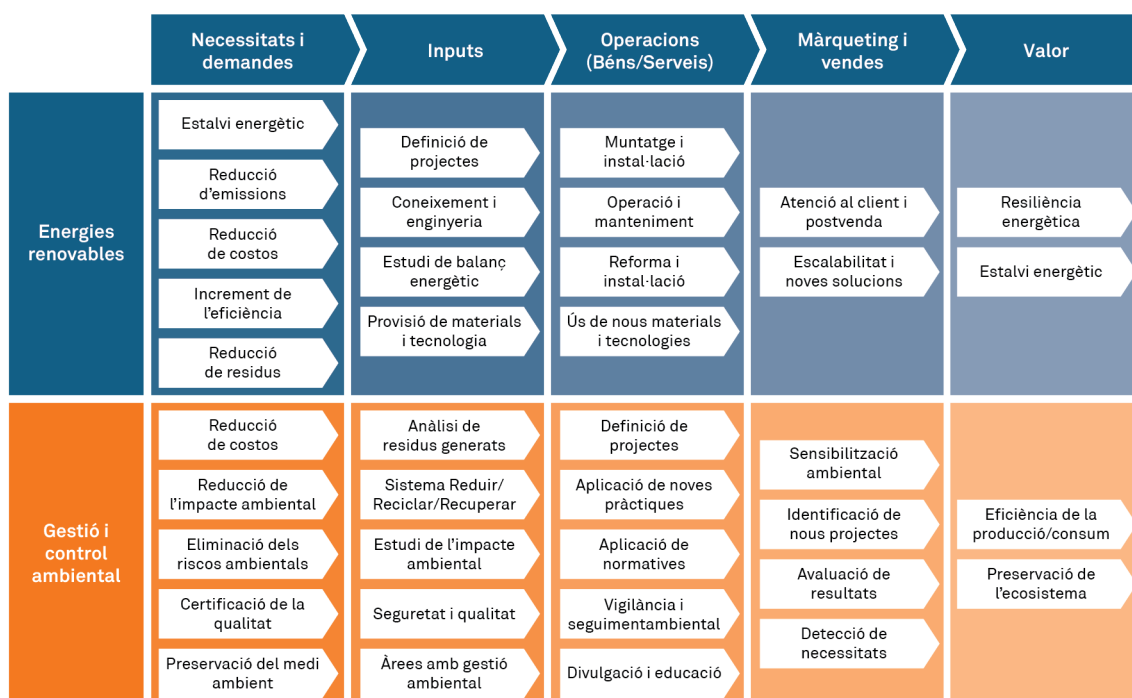 Necessitats i
demandes
Inputs
Operacions
(Béns/Serveis)
Màrqueting i
vendes
Valor
Energies
renovables
Estalvi energètic
Reducció
d'emissions
Reducció
de costos
Increment de
l'eficiència
Reducció
de residus
Definició de
projectes
Coneixement i
enginyeria
Estudi de balanç
energètic
Provisió de materials
i tecnologia
Muntatge i
instal·lació
Operació i
manteniment
Reforma i
instal·lació
Ús de nous materials
i tecnologies
Atenció al client i
postvenda
Escalabilitat i
noves solucions
Resiliència
energètica
Estalvi energètic
Gestió i
control
ambiental
Reducció
de costos
Reducció de
l'impacte ambiental
Eliminació dels
riscos ambientals
Certificació de la
qualitat
Preservació del medi
ambient
Anàlisi de
residus generats
Sistema Reduir/
Reciclar/Recuperar
Estudi de l'impacte
ambiental
Seguretat i qualitat
Àrees amb gestió
ambiental
Definició de
projectes
Aplicació de noves
pràctiques
Aplicació de
normatives
Vigilància i
seguimentambiental
Divulgació i educació
Sensibilització
ambiental
Identificació de
nous projectes
Avaluació de
resultats
Detecció de
necessitats
Eficiència de la
producció/consum
Preservació de
l'ecosistema